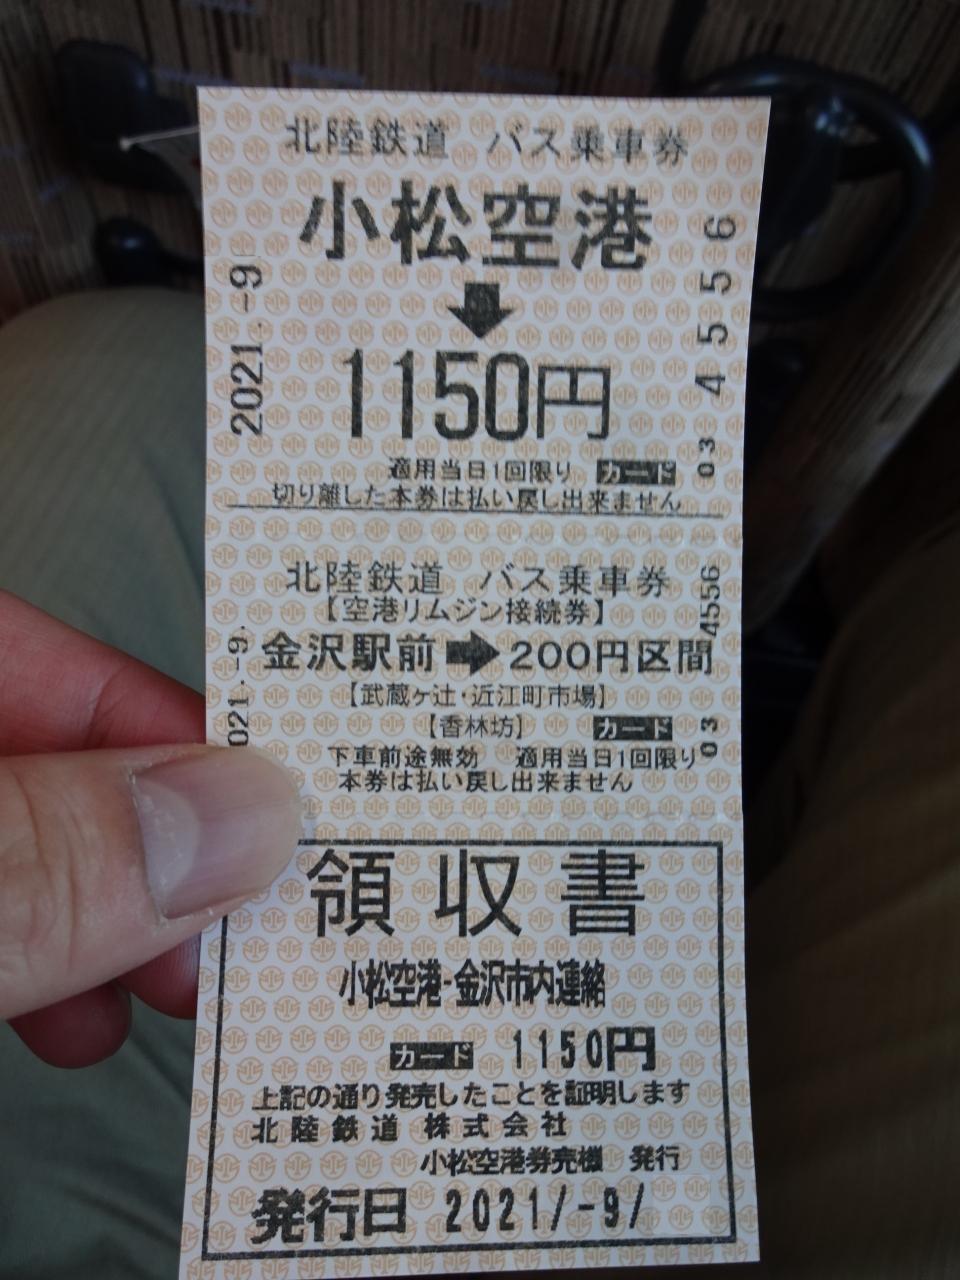 北陸鉄道 バス乗車券
小松空港
1150円
適用当日1回限り カード
切り離した本券は払い戻し出来ません
2021.-9
03 4556
北陸鉄道 バス乗車券
【空港リムジン接続券】
金沢駅前➡200円区間
【武蔵ヶ辻・近江町市場】
【香林坊】 カード
下車前途無効 適用当日1回限り
本券は払い戻し出来ません
021.-9.
03 4556
領収書
小松空港-金沢市内連絡
カード 1150円
上記の通り発売したことを証明します
北陸鉄道 株式会社
小松空港券売機 発行
発行日 2021/-9/